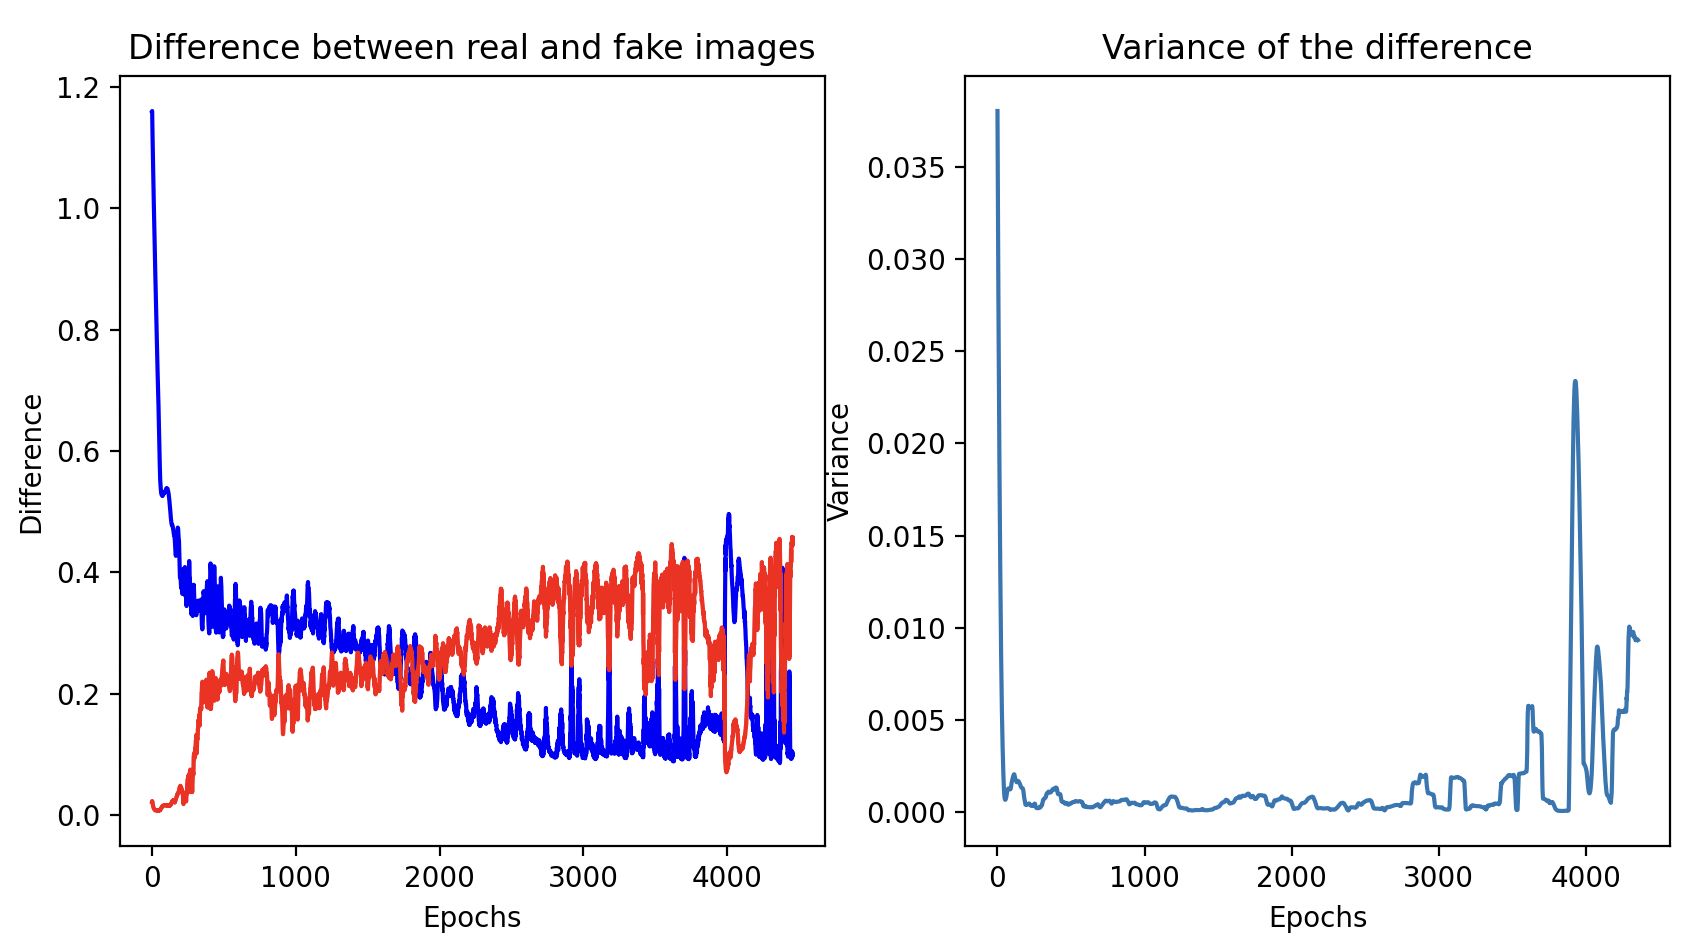 Difference between real and fake images
1.2
1.0
0.8
0.6
0.4
0.2
0.0
Difference
0 1000 2000 3000 4000
Epochs
Variance of the difference
0.035
0.030
0.025
0.020
0.015
0.010
0.005
0.000
Variance
0 1000 2000 3000 4000
Epochs